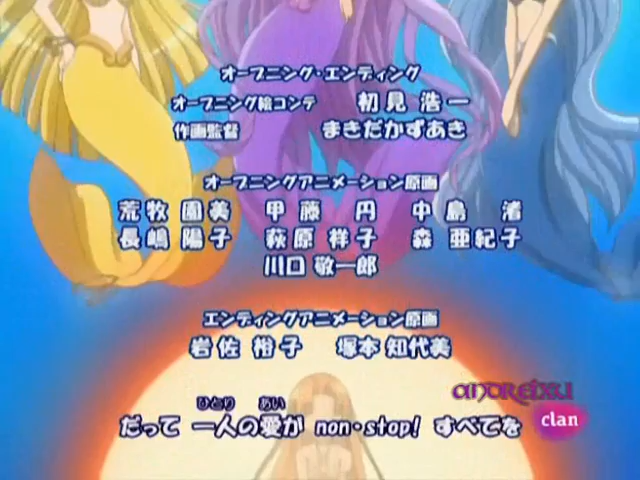 オープニング・エンディング
オープニング絵コンテ 初見 浩一
作画監督 まきだかずあき
オープニングアニメーション原画
荒牧 園美 甲藤 円 中島 渚
長嶋 陽子 萩原 祥子 森 亜紀子
川口 敬一郎
エンディングアニメーション原画
岩佐 裕子 塚本 知代美
ANDREIXU
ひとり あい
だって 一人の愛が non・stop! すべてを
clan